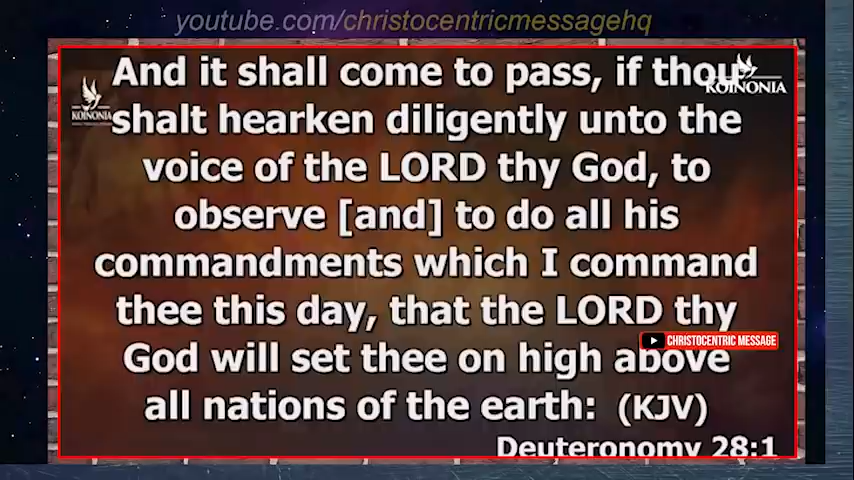 youtube.com/christocentricmessagehq
And it shall come to pass, if thou
KOINONIA
KOINONIA
shalt hearken diligently unto the
voice of the LORD thy God, to
observe [and] to do all his
commandments which I command
thee this day, that the LORD thy
CHRISTOCENTRIC MESSAGE
God will set thee on high above
all nations of the earth: (KJV)
Deuteronomy 28:1